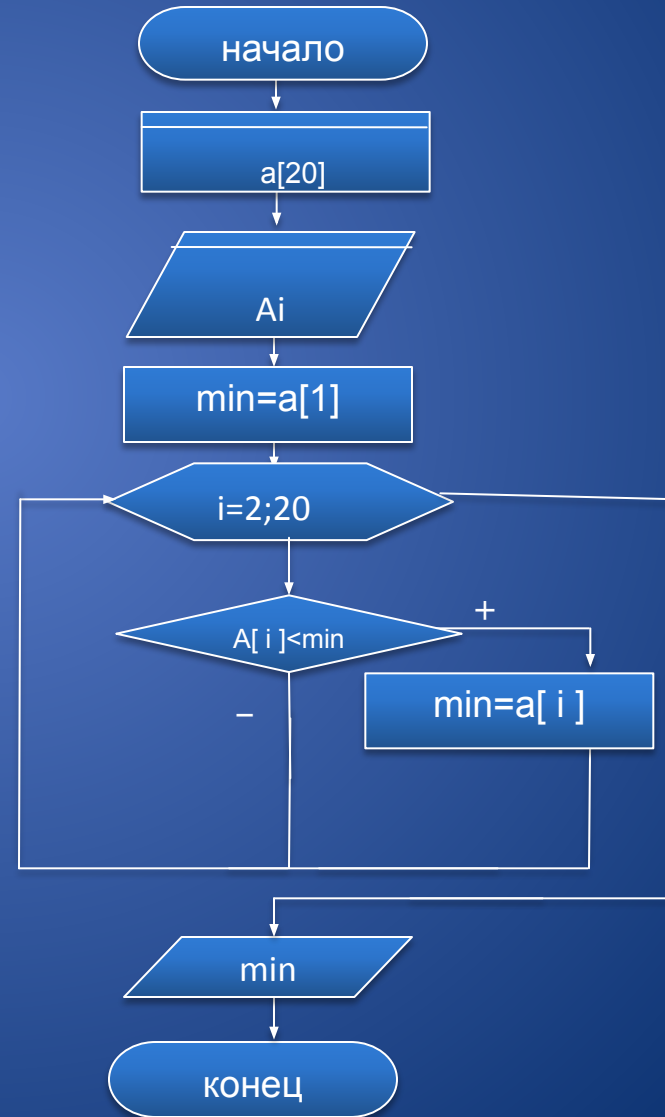 начало
a[20]
Ai
min=a[1]
i=2;20
A[ i ]<min
+
–
min=a[ i ]
min
конец